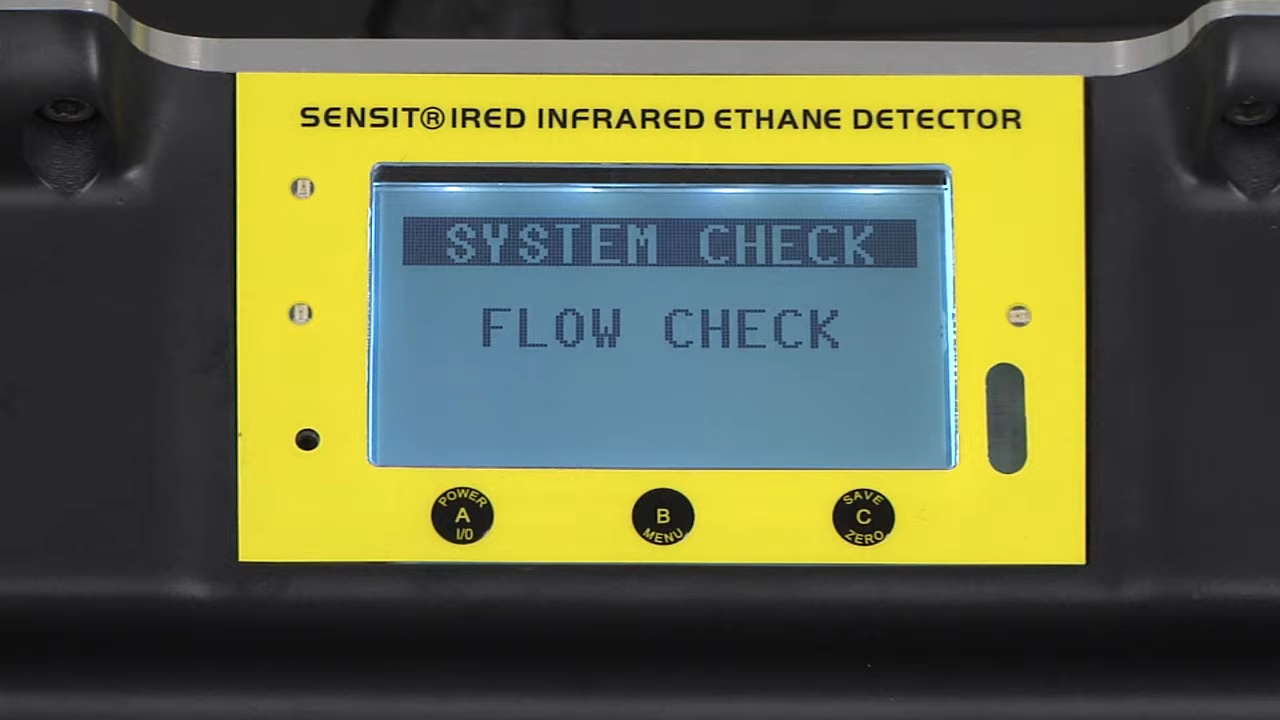 SENSIT® IRED INFRARED ETHANE DETECTOR
SYSTEM CHECK
FLOW CHECK
POWER A I/O
B MENU
SAVE C ZERO